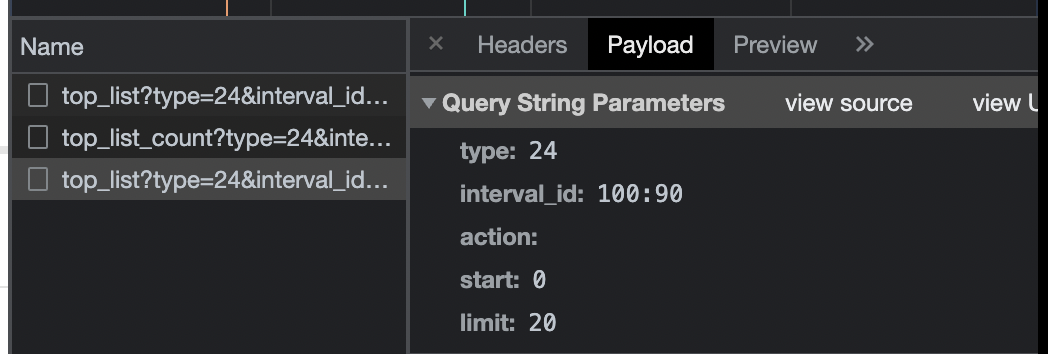 Name
top_list?type=24&interval_id...
top_list_count?type=24&inte...
top_list?type=24&interval_id...
× Headers Payload Preview »
▼ Query String Parameters view source view U
type: 24
interval_id: 100:90
action:
start: 0
limit: 20